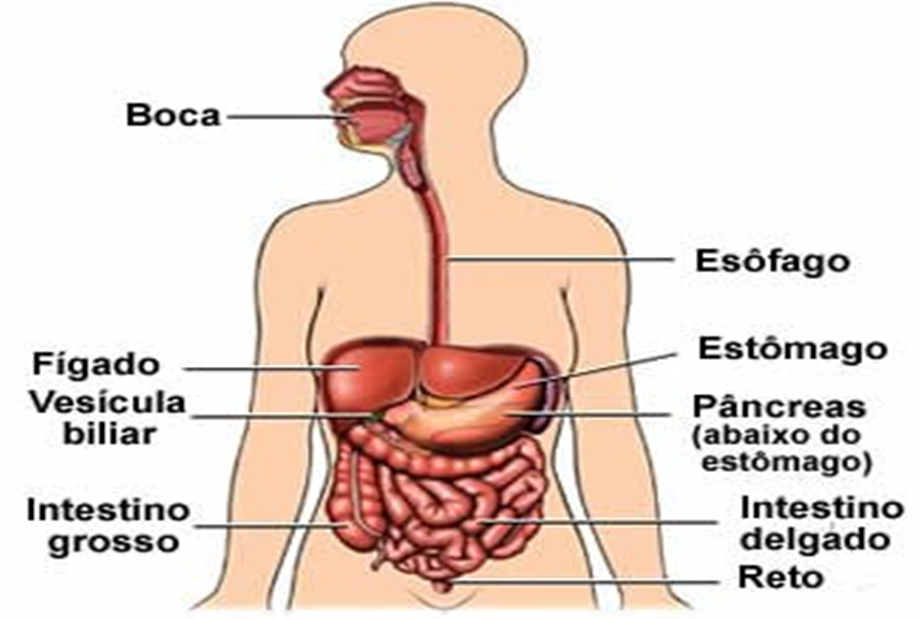 Boca
Esôfago
Estômago
Fígado
Vesícula
biliar
Pâncreas
(abaixo do
estômago)
Intestino
grosso
Intestino
delgado
Reto